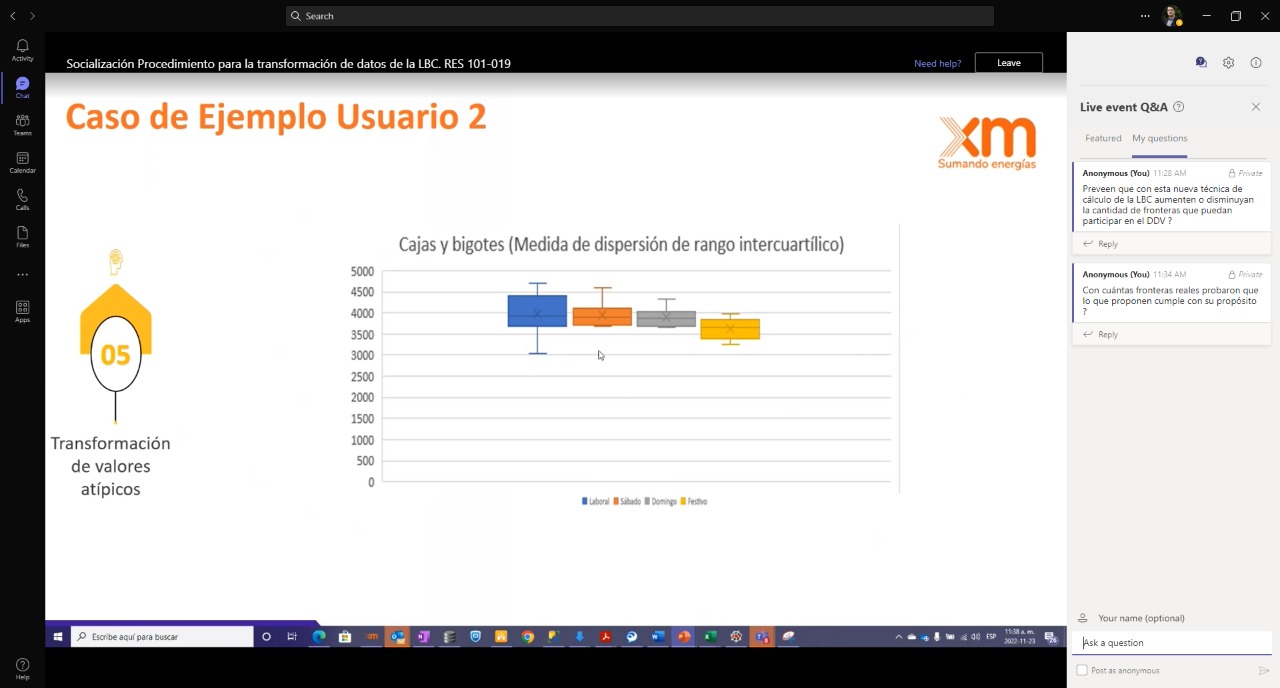 Search
Activity
Chat
Teams
Calendar
Calls
Files
Apps
Help
Socialización Procedimiento para la transformación de datos de la LBC. RES 101-019
Need help?
Leave
Caso de Ejemplo Usuario 2
xm
Sumando energías
05
Transformación
de valores
atípicos
Cajas y bigotes (Medida de dispersión de rango intercuartílico)
5000
4500
4000
3500
3000
2500
2000
1500
1000
500
0
Laboral Sábado Domingo Festivo
Escribe aquí para buscar
ESP
11:38 a. m.
2022-11-23
Live event Q&A
Featured My questions
Anonymous (You) 11:28 AM Private
Preveen que con esta nueva técnica de
cálculo de la LBC aumenten o disminuyan
la cantidad de fronteras que puedan
participar en el DDV ?
Reply
Anonymous (You) 11:34 AM Private
Con cuántas fronteras reales probaron que
lo que proponen cumple con su propósito
?
Reply
Your name (optional)
Ask a question
Post as anonymous